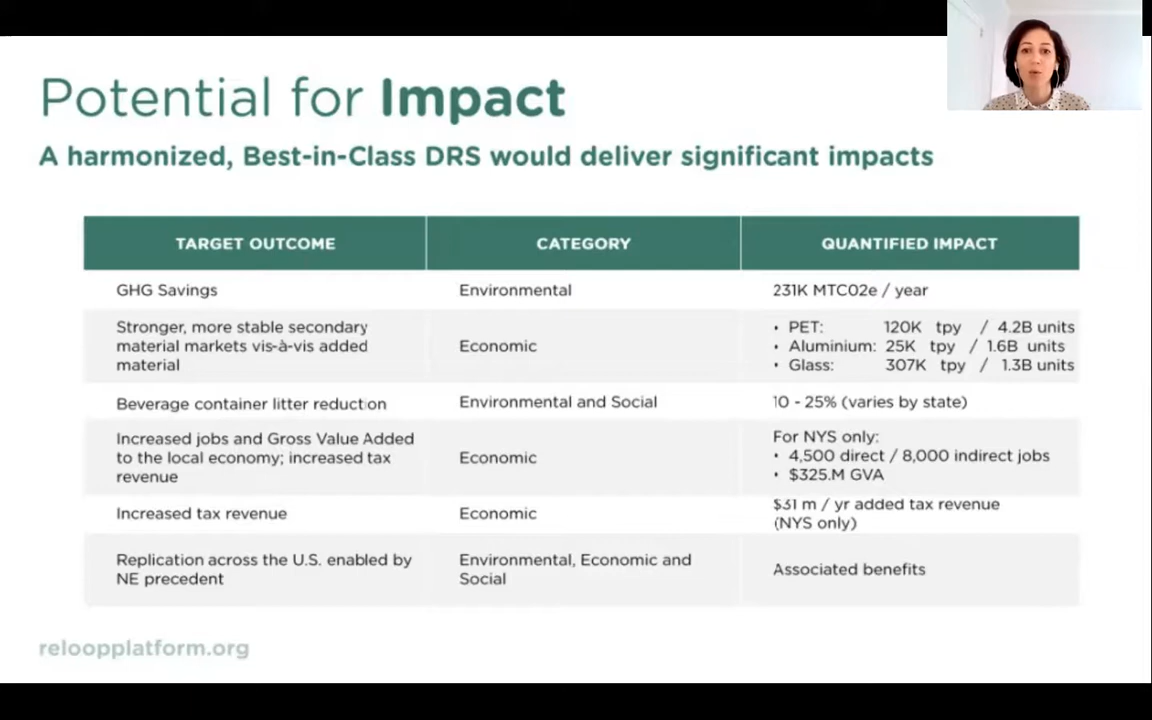 Potential for Impact
A harmonized, Best-in-Class DRS would deliver significant impacts
TARGET OUTCOME
CATEGORY
QUANTIFIED IMPACT
GHG Savings
Environmental
231K MTC02e / year
Stronger, more stable secondary
material markets vis-à-vis added
material
Economic
• PET: 120K tpy / 4.2B units
• Aluminium: 25K tpy / 1.6B units
• Glass: 307K tpy / 1.3B units
Beverage container litter reduction
Environmental and Social
10 - 25% (varies by state)
Increased jobs and Gross Value Added
to the local economy; increased tax
revenue
Economic
For NYS only:
• 4,500 direct / 8,000 indirect jobs
• $325.M GVA
Increased tax revenue
Economic
$31 m / yr added tax revenue
(NYS only)
Replication across the U.S. enabled by
NE precedent
Environmental, Economic and
Social
Associated benefits
reloopplatform.org